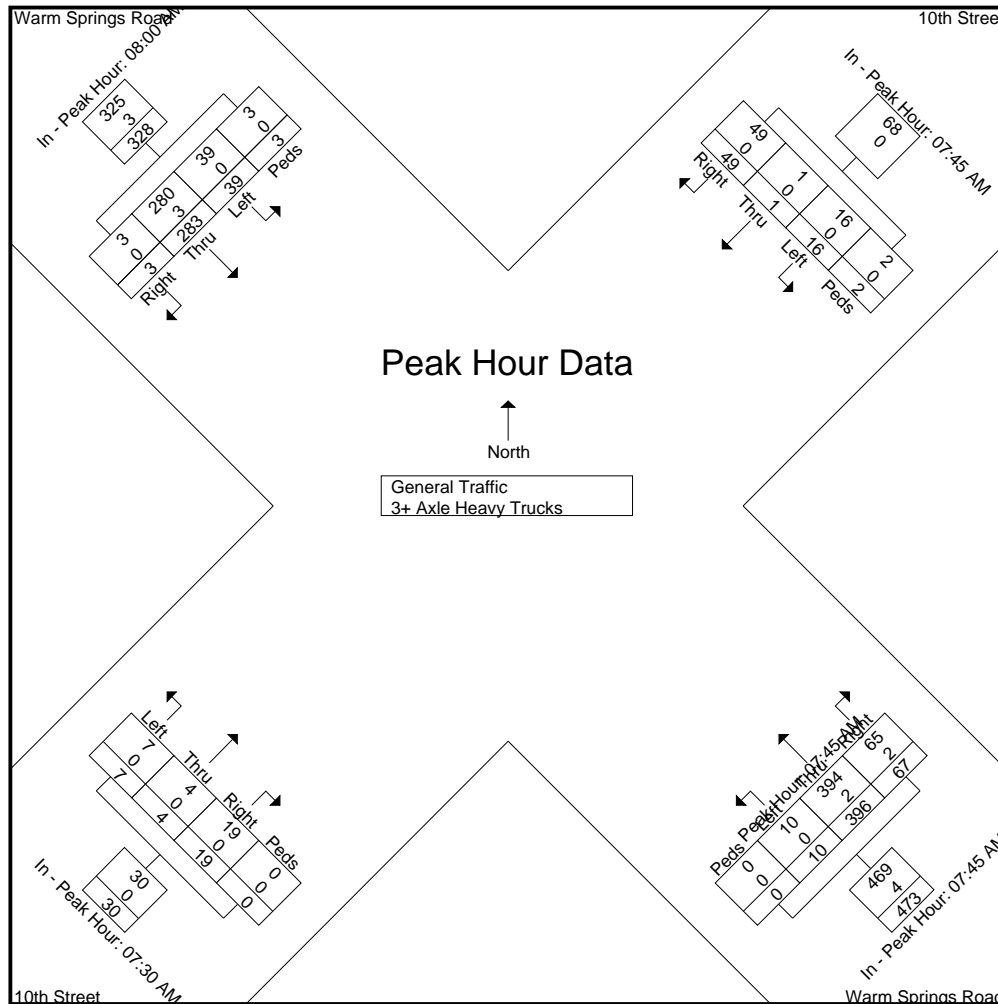 Warm Springs Road
10th Street
In - Peak Hour: 08:00 AM
325
3
328
3 280 39 3
0 3 0 0
3 283 39 3
Right Thru Left Peds
In - Peak Hour: 07:45 AM
68
0
49 1 16 2
0 0 0 0
49 1 16 2
Right Thru Left Peds
Peak Hour Data
North
General Traffic
3+ Axle Heavy Trucks
Left Thru Right Peds
7 4 19 0
0 0 0 0
7 4 19 0
30
0
30
In - Peak Hour: 07:30 AM
10th Street
Peak Hour: 07:45 AM
Peds Left Thru Right
0 10 394 65
0 0 2 2
0 10 396 67
469
4
473
In - Peak Hour: 07:45 AM
Warm Springs Road